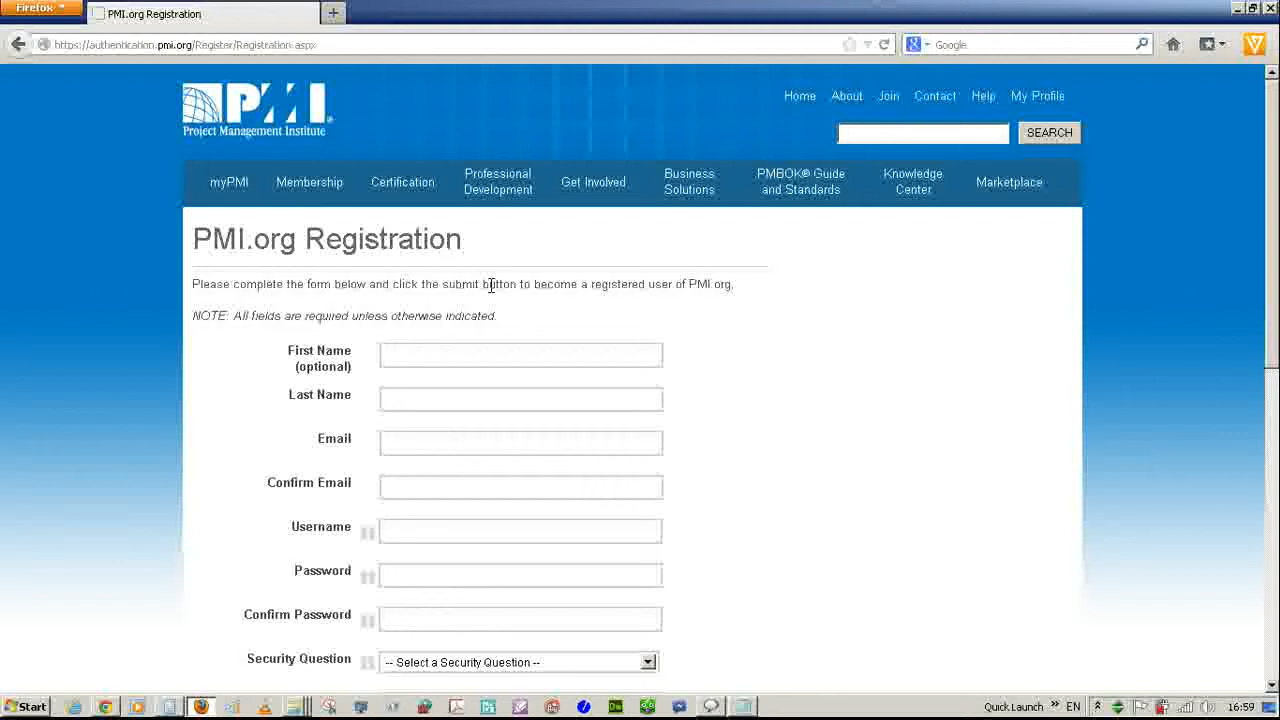 Firefox
PMI.org Registration
https://authentication.pmi.org/Register/Registration.aspx
Google
PMI
Project Management Institute
Home About Join Contact Help My Profile
SEARCH
myPMI
Membership
Certification
Professional
Development
Get Involved
Business
Solutions
PMBOK® Guide
and Standards
Knowledge
Center
Marketplace
PMI.org Registration
Please complete the form below and click the submit button to become a registered user of PMI.org.
NOTE: All fields are required unless otherwise indicated.
First Name
(optional)
Last Name
Email
Confirm Email
Username
Password
Confirm Password
Security Question
-- Select a Security Question --
Start
Quick Launch
EN
16:59